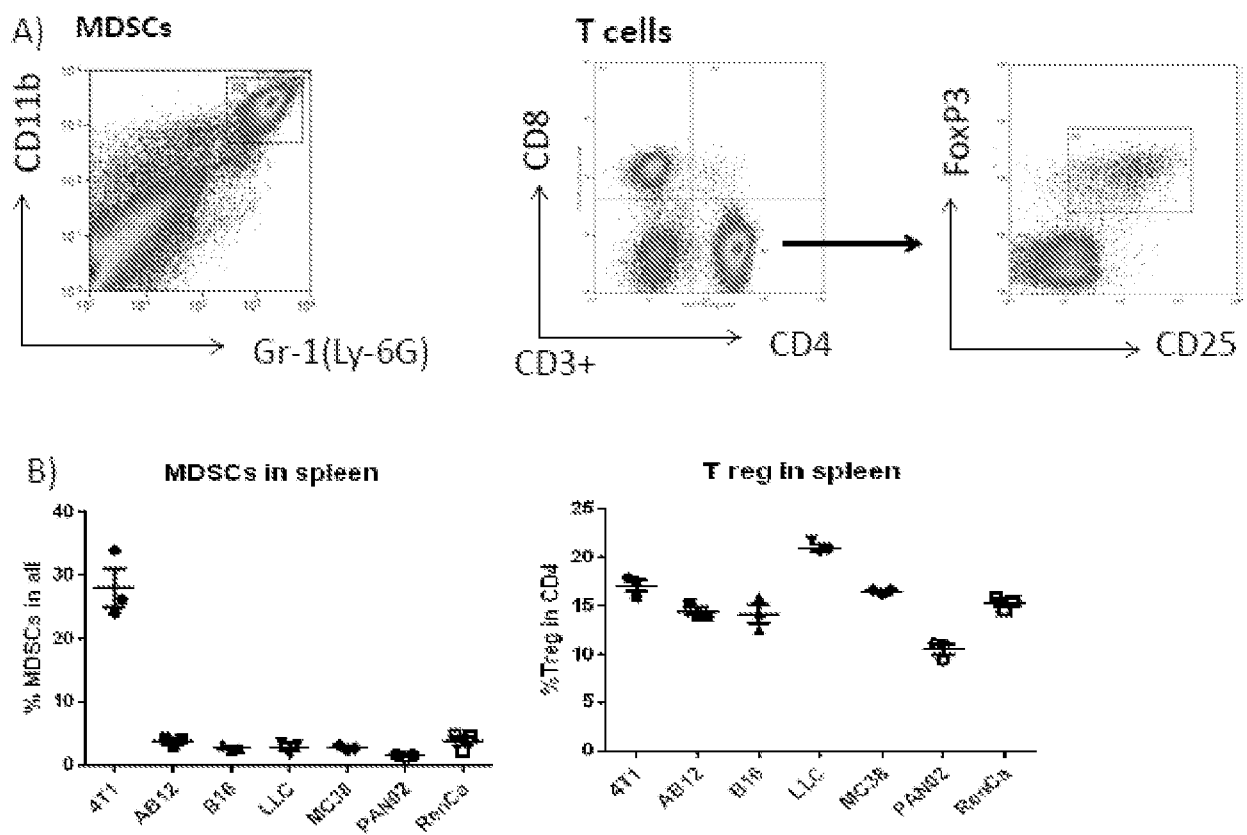 A) MDSCs
T cells
CD11b
Gr-1(Ly-6G)
CD8
CD3+
CD4
FoxP3
CD25
B)
MDSCs in spleen
% MDSCs in all
40
30
20
10
0
4T1
AB12
B16
LLC
MC38
PAN02
RenCa
T reg in spleen
%Treg in CD4
25
20
15
10
5
0
4T1
AB12
B16
LLC
MC38
PAN02
RenCa